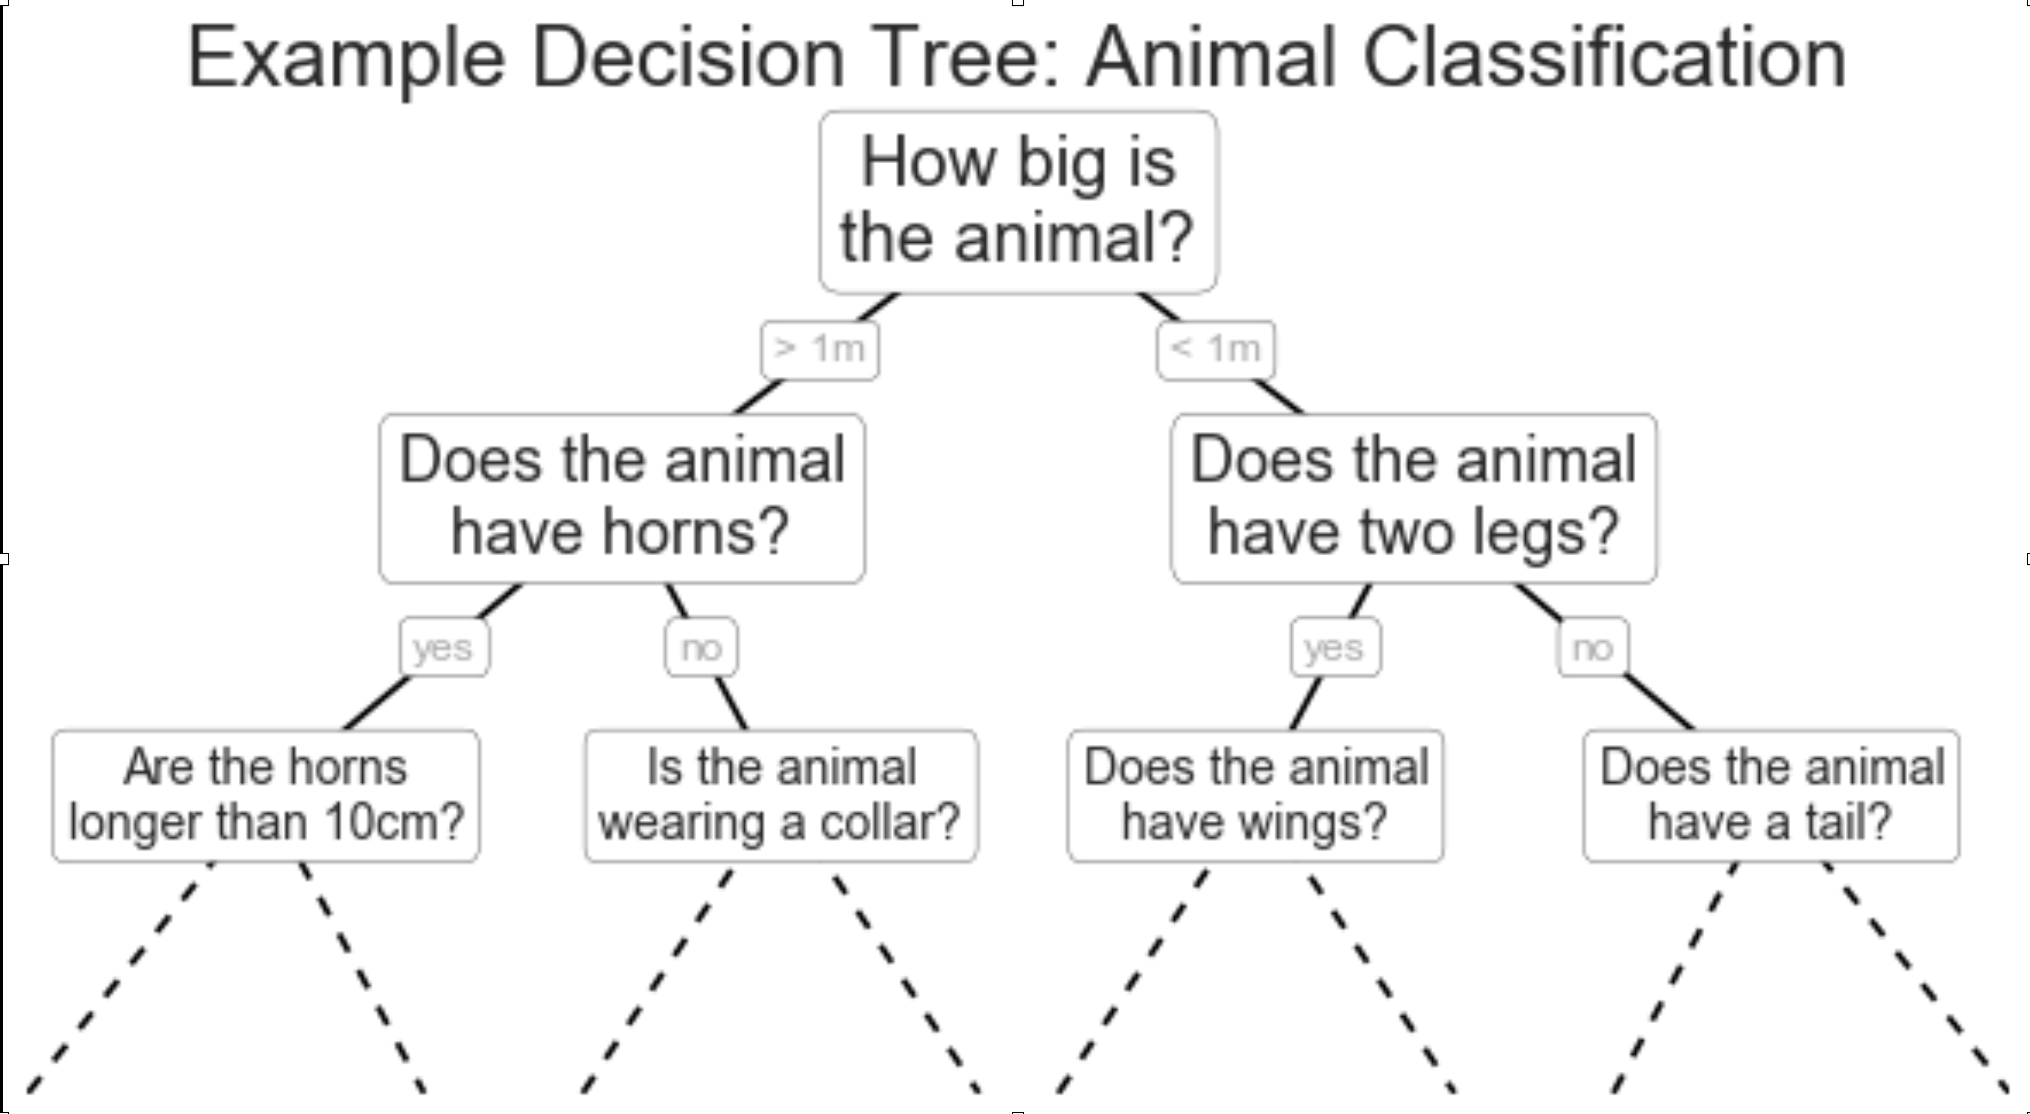 Example Decision Tree: Animal Classification
How big is
the animal?
> 1m
< 1m
Does the animal
have horns?
Does the animal
have two legs?
yes
no
yes
no
Are the horns
longer than 10cm?
Is the animal
wearing a collar?
Does the animal
have wings?
Does the animal
have a tail?